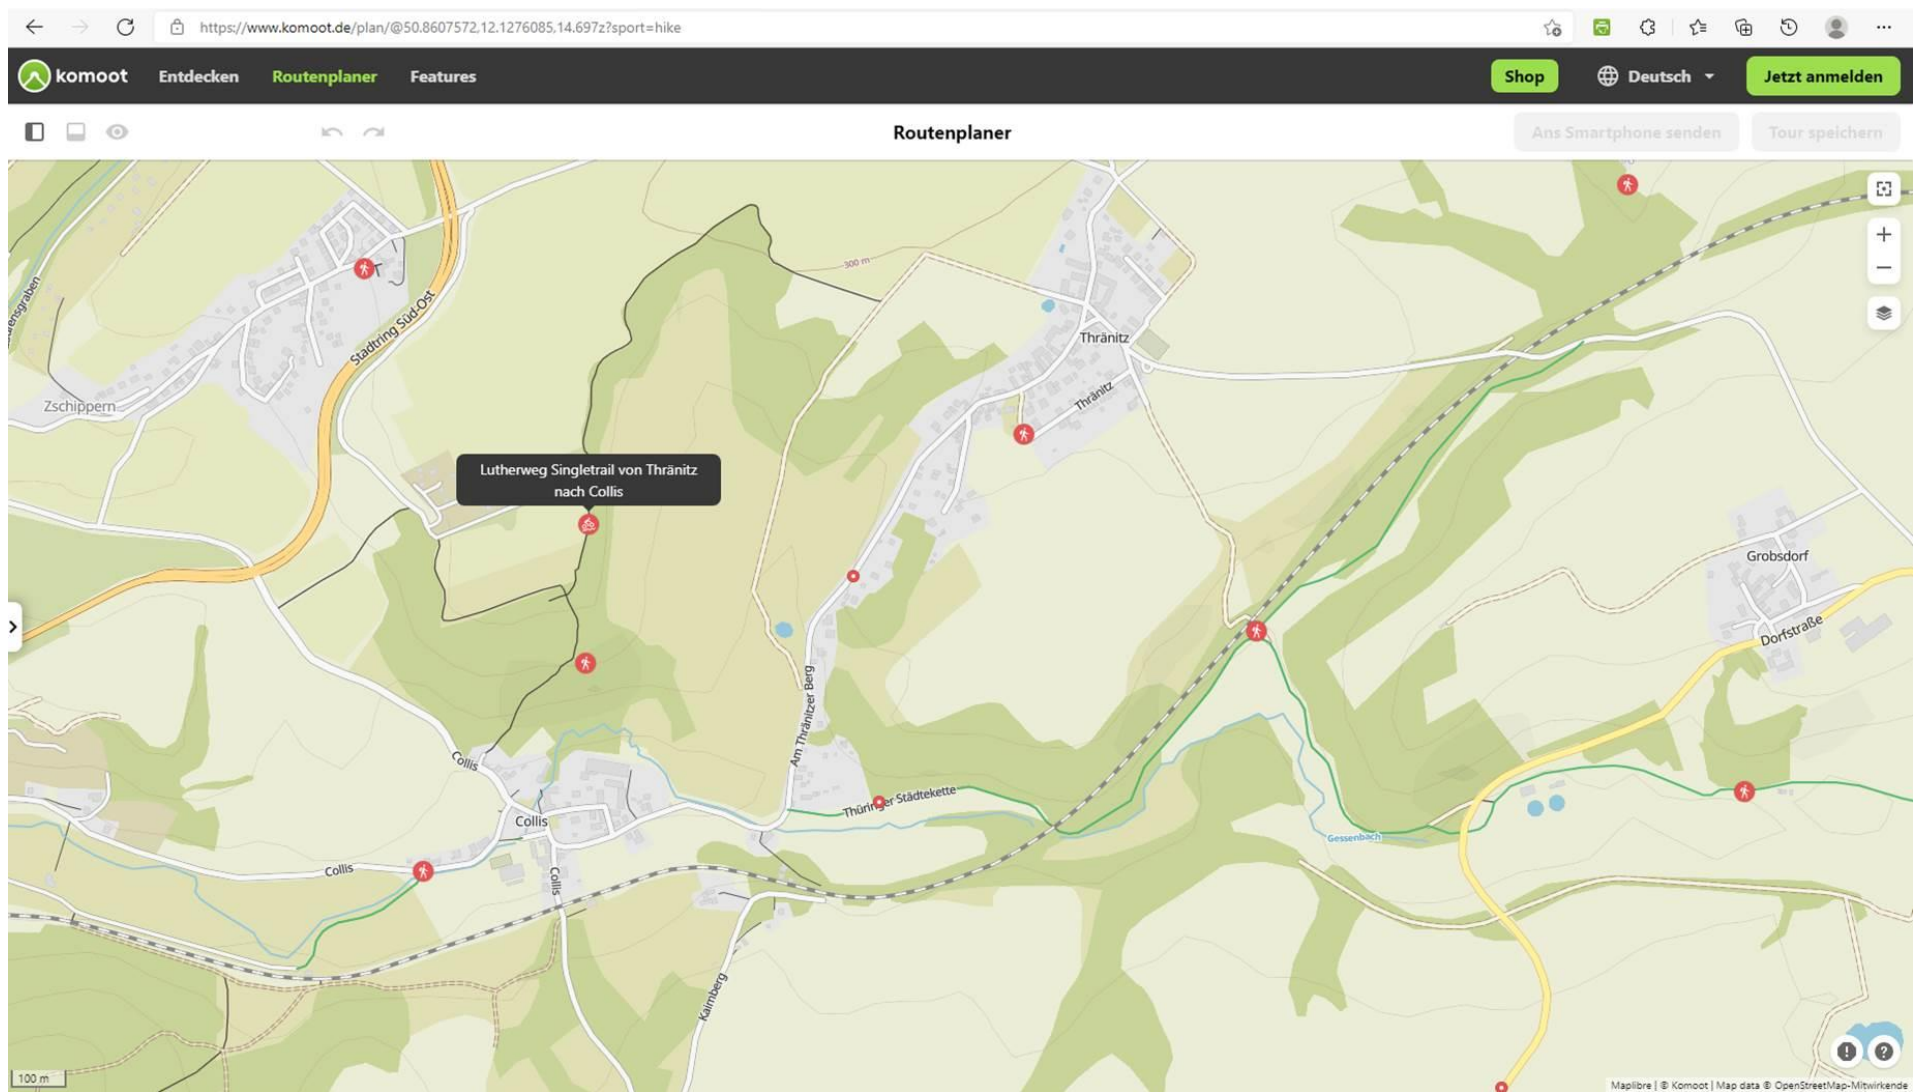 https://www.komoot.de/plan/@50.8607572,12.1276085,14.697z?sport=hike
komoot
Entdecken
Routenplaner
Features
Shop
Deutsch
Jetzt anmelden
Routenplaner
Ans Smartphone senden
Tour speichern
300 m
Stadtring Süd-Ost
Thränitz
Thränitz
Zschippern
Lutherweg Singletrail von Thränitz
nach Collis
Grobsdorf
Dorfstraße
Am Thränitzer Berg
Collis
Thüringer Städtekette
Collis
Gessenbach
Collis
Collis
Kaimberg
100 m
Maplibre | © Komoot | Map data © OpenStreetMap-Mitwirkende